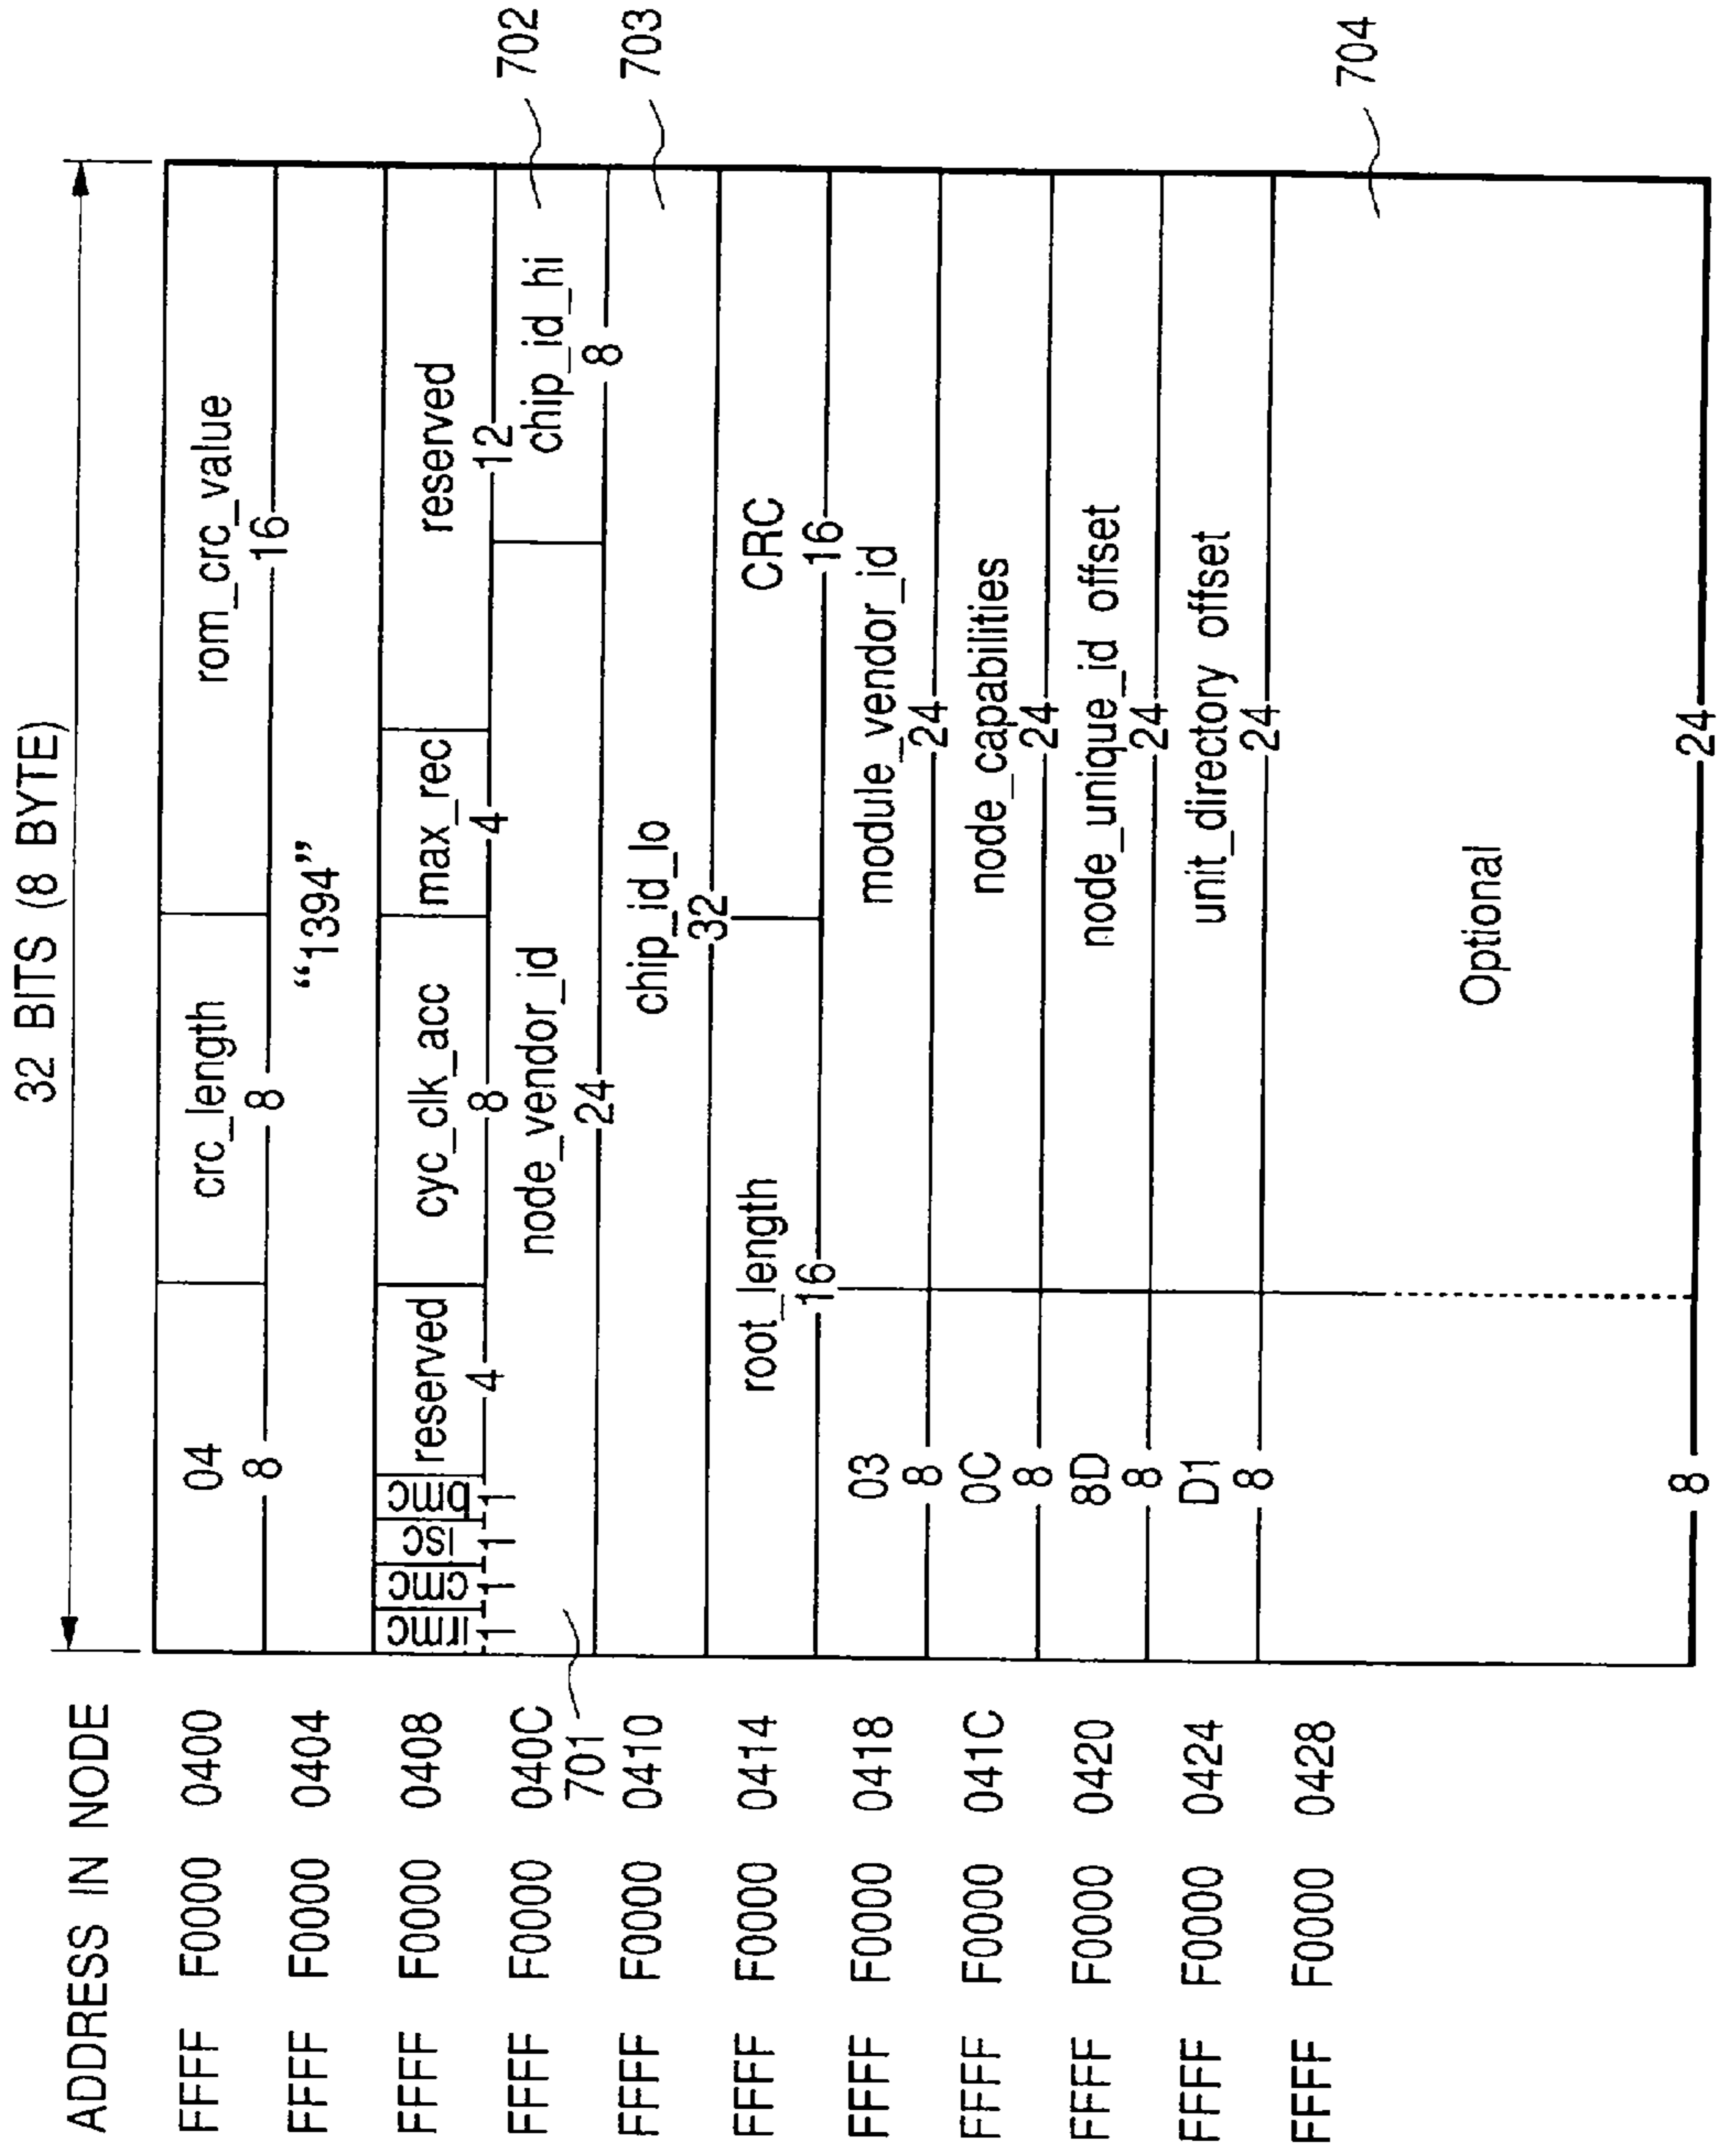 32 BITS (8 BYTE)
ADDRESS IN NODE
FFFF F0000 0400 04 crc_length rom_crc_value
8 8 16
FFFF F0000 0404 “1394”
FFFF F0000 0408 irmc cmc isc bmc reserved cyc_clk_acc max_rec reserved
1 1 1 1 4 8 4 12
FFFF F0000 040C node_vendor_id chip_id_hi 702
701 24 8
FFFF F0000 0410 chip_id_lo 703
32
FFFF F0000 0414 root_length CRC
16 16
FFFF F0000 0418 03 module_vendor_id
8 24
FFFF F0000 041C 0C node_capabilities
8 24
FFFF F0000 0420 8D node_unique_id offset
8 24
FFFF F0000 0424 D1 unit_directory offset
8 24
FFFF F0000 0428 Optional 704
8 24